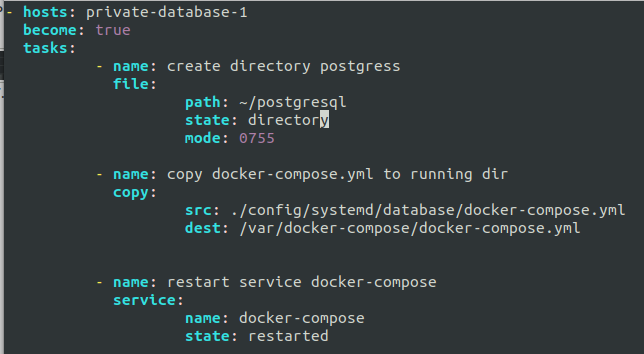 - hosts: private-database-1
  become: true
  tasks:
          - name: create directory postgress
            file:
                    path: ~/postgresql
                    state: directory
                    mode: 0755

          - name: copy docker-compose.yml to running dir
            copy:
                    src: ./config/systemd/database/docker-compose.yml
                    dest: /var/docker-compose/docker-compose.yml


          - name: restart service docker-compose
            service:
                    name: docker-compose
                    state: restarted